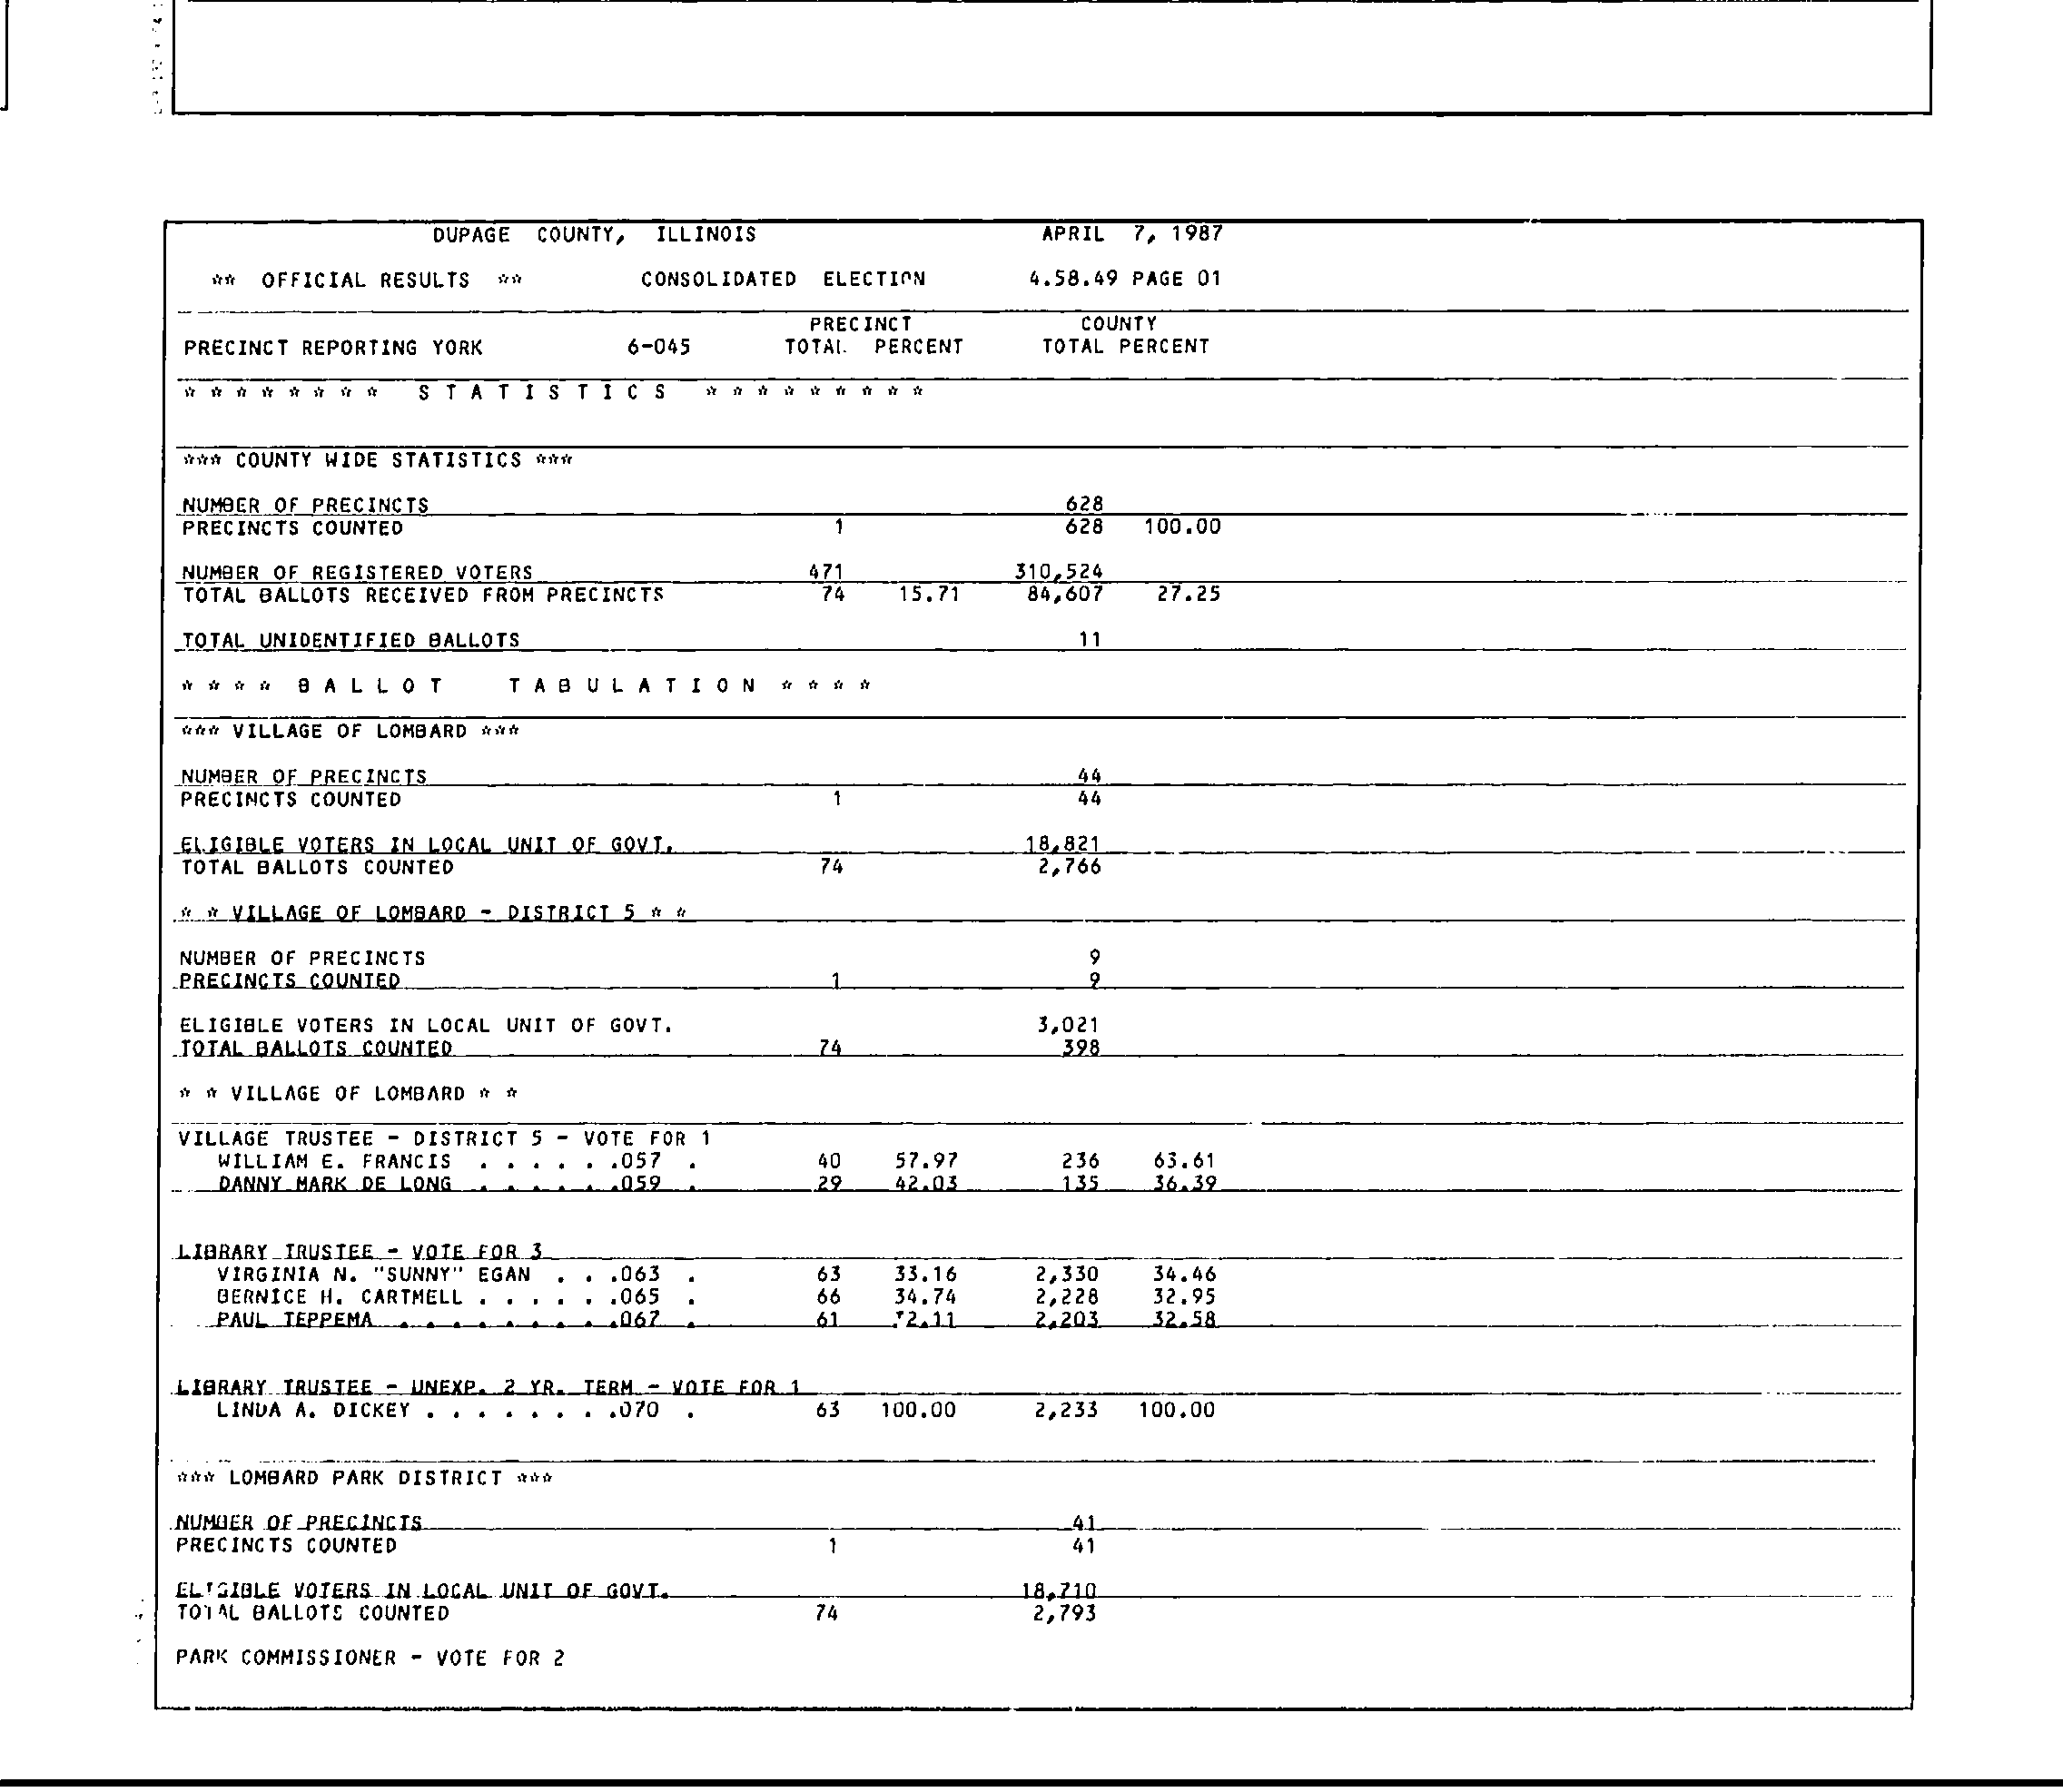 DUPAGE COUNTY, ILLINOIS APRIL 7, 1987
** OFFICIAL RESULTS ** CONSOLIDATED ELECTION 4.58.49 PAGE 01
PRECINCT COUNTY
PRECINCT REPORTING YORK 6-045 TOTAL PERCENT TOTAL PERCENT
* * * * * * * * S T A T I S T I C S * * * * * * * * *
*** COUNTY WIDE STATISTICS ***
NUMBER OF PRECINCTS 628
PRECINCTS COUNTED 1 628 100.00
NUMBER OF REGISTERED VOTERS 471 310,524
TOTAL BALLOTS RECEIVED FROM PRECINCTS 74 15.71 84,607 27.25
TOTAL UNIDENTIFIED BALLOTS 11
* * * * B A L L O T T A B U L A T I O N * * * *
*** VILLAGE OF LOMBARD ***
NUMBER OF PRECINCTS 44
PRECINCTS COUNTED 1 44
ELIGIBLE VOTERS IN LOCAL UNIT OF GOVT. 18,821
TOTAL BALLOTS COUNTED 74 2,766
* * VILLAGE OF LOMBARD - DISTRICT 5 * *
NUMBER OF PRECINCTS 9
PRECINCTS COUNTED 1 9
ELIGIBLE VOTERS IN LOCAL UNIT OF GOVT. 3,021
TOTAL BALLOTS COUNTED 74 398
* * VILLAGE OF LOMBARD * *
VILLAGE TRUSTEE - DISTRICT 5 - VOTE FOR 1
WILLIAM E. FRANCIS . . . . . .057 . 40 57.97 236 63.61
DANNY MARK DE LONG . . . . . .059 . 29 42.03 135 36.39
LIBRARY TRUSTEE - VOTE FOR 3
VIRGINIA N. "SUNNY" EGAN . . .063 . 63 33.16 2,330 34.46
BERNICE H. CARTMELL . . . . . .065 . 66 34.74 2,228 32.95
PAUL TEPPEMA . . . . . . . . .067 . 61 2.11 2,203 32.58
LIBRARY TRUSTEE - UNEXP. 2 YR. TERM - VOTE FOR 1
LINDA A. DICKEY . . . . . . . .070 . 63 100.00 2,233 100.00
*** LOMBARD PARK DISTRICT ***
NUMBER OF PRECINCTS 41
PRECINCTS COUNTED 1 41
ELIGIBLE VOTERS IN LOCAL UNIT OF GOVT. 18,710
TOTAL BALLOTS COUNTED 74 2,793
PARK COMMISSIONER - VOTE FOR 2